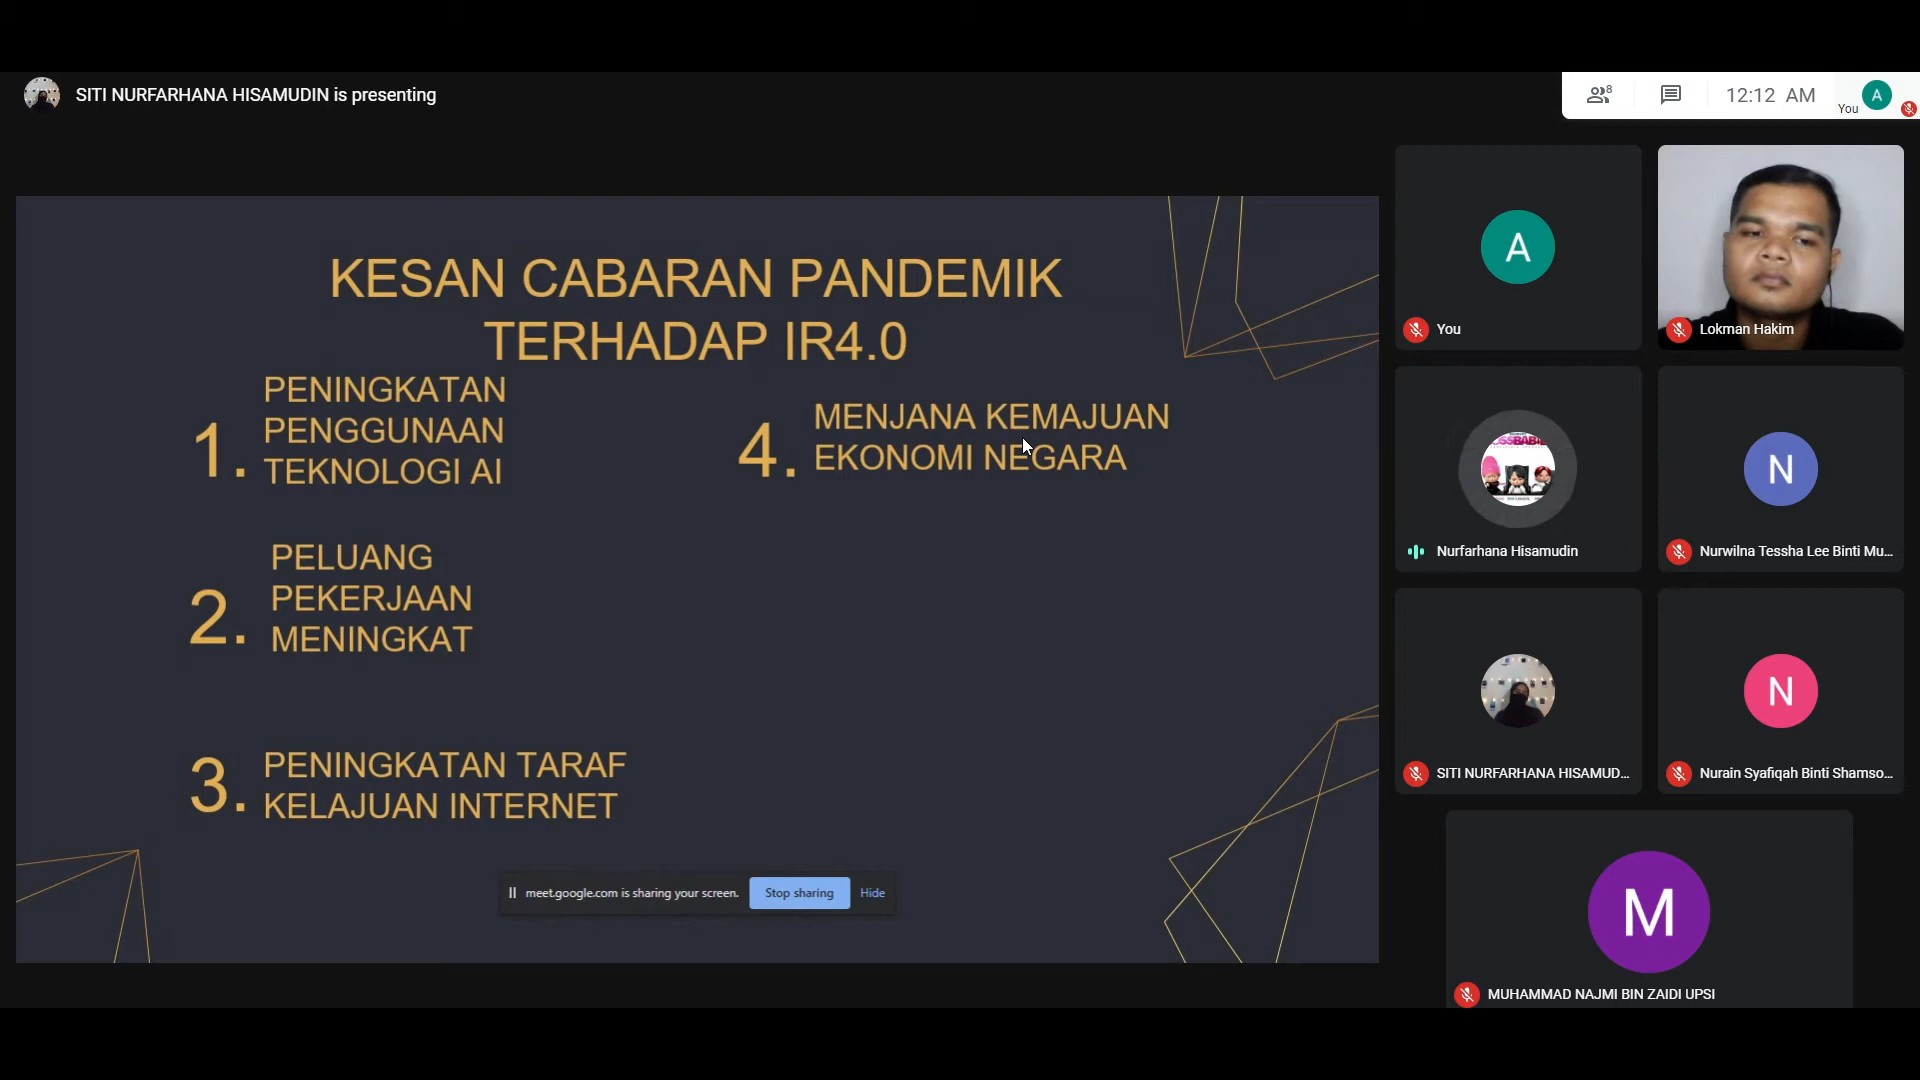 SITI NURFARHANA HISAMUDIN is presenting
8
12:12 AM
You
A
KESAN CABARAN PANDEMIK
TERHADAP IR4.0
1.
PENINGKATAN
PENGGUNAAN
TEKNOLOGI AI
2.
PELUANG
PEKERJAAN
MENINGKAT
3.
PENINGKATAN TARAF
KELAJUAN INTERNET
4.
MENJANA KEMAJUAN
EKONOMI NEGARA
meet.google.com is sharing your screen.
Stop sharing
Hide
A
You
Lokman Hakim
Nurfarhana Hisamudin
N
Nurwilna Tessha Lee Binti Mu...
SITI NURFARHANA HISAMUD...
N
Nurain Syafiqah Binti Shamso...
M
MUHAMMAD NAJMI BIN ZAIDI UPSI